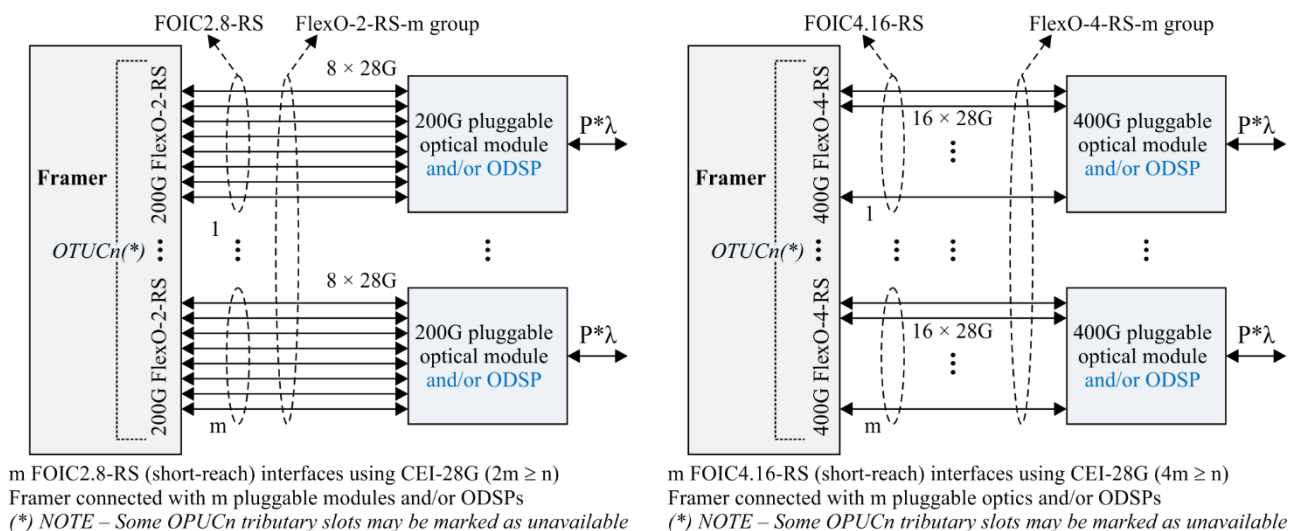 FOIC2.8-RS
FlexO-2-RS-m group
8 × 28G
200G FlexO-2-RS
200G pluggable
optical module
and/or ODSP
P*λ
Framer
1
OTUCn(*)
8 × 28G
200G FlexO-2-RS
200G pluggable
optical module
and/or ODSP
P*λ
m
m FOIC2.8-RS (short-reach) interfaces using CEI-28G (2m ≥ n)
Framer connected with m pluggable modules and/or ODSPs
(*) NOTE – Some OPUCn tributary slots may be marked as unavailable
FOIC4.16-RS
FlexO-4-RS-m group
16 × 28G
400G FlexO-4-RS
400G pluggable
optical module
and/or ODSP
P*λ
Framer
1
OTUCn(*)
16 × 28G
400G FlexO-4-RS
400G pluggable
optical module
and/or ODSP
P*λ
m
m FOIC4.16-RS (short-reach) interfaces using CEI-28G (4m ≥ n)
Framer connected with m pluggable optics and/or ODSPs
(*) NOTE – Some OPUCn tributary slots may be marked as unavailable